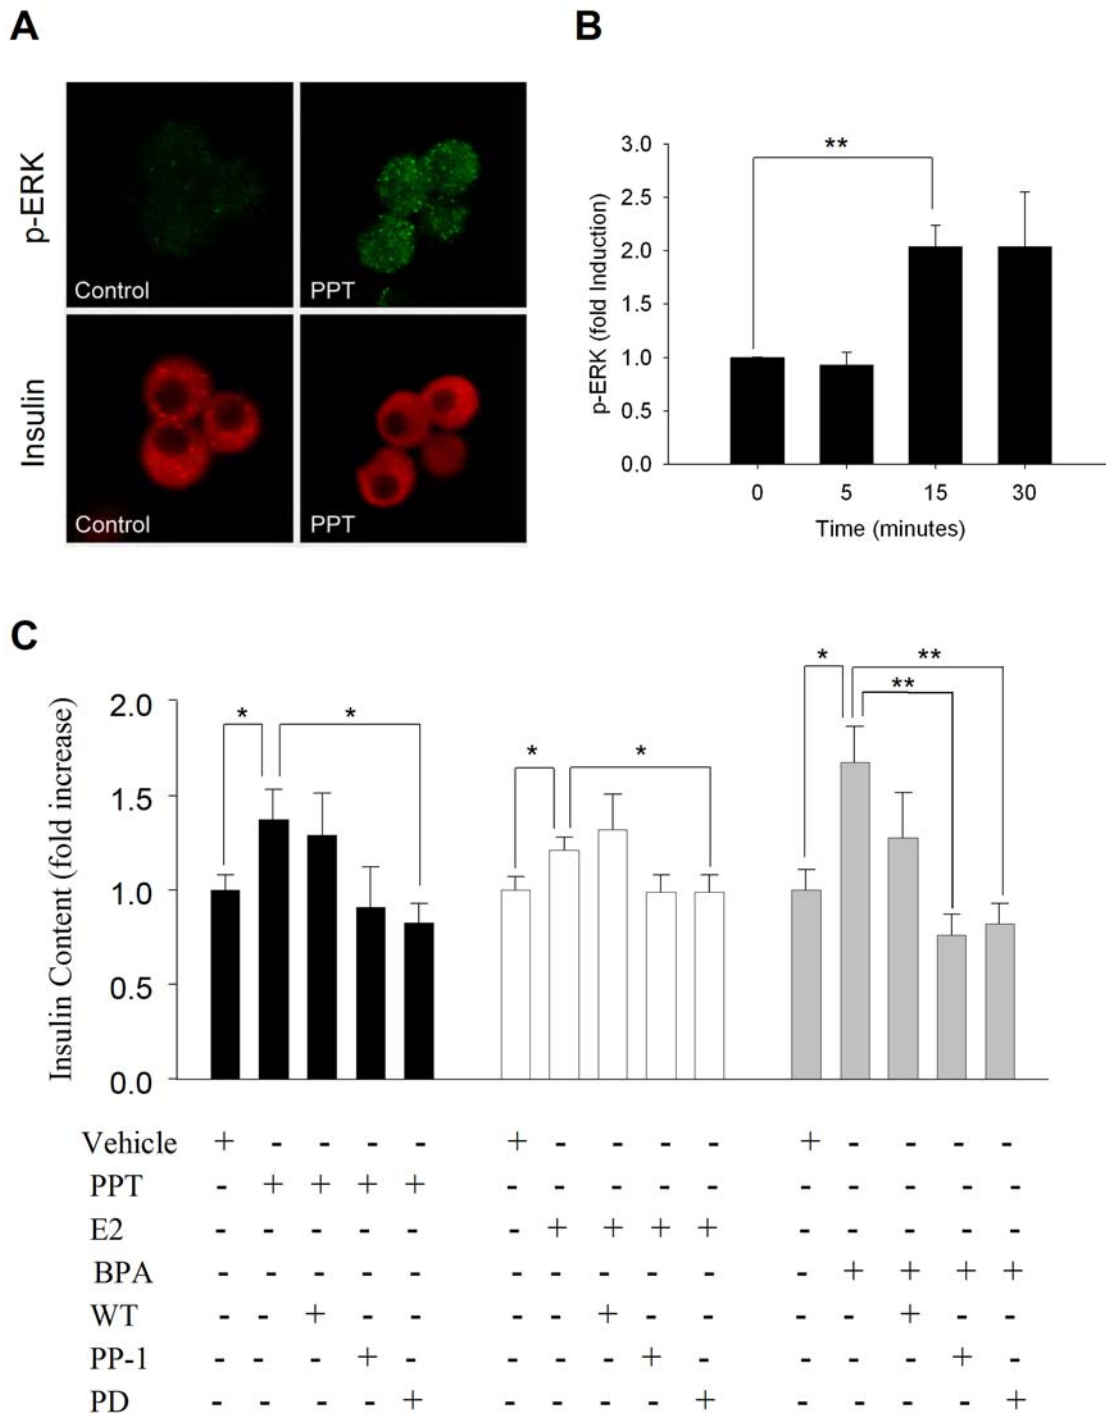 A
B
p-ERK
Control
PPT
Insulin
Control
PPT
p-ERK (fold Induction)
3.0
2.5
2.0
1.5
1.0
0.5
0.0
**
0 5 15 30
Time (minutes)
C
Insulin Content (fold increase)
2.0
1.5
1.0
0.5
0.0
* *
* *
* ** **
Vehicle + - - - - + - - - - + - - - -
PPT - + + + + - - - - - - - - - -
E2 - - - - - - + + + + - - - - -
BPA - - - - - - - - - - - + + + +
WT - - + - - - - + - - - - + - -
PP-1 - - - + - - - - + - - - - + -
PD - - - - + - - - - + - - - - +